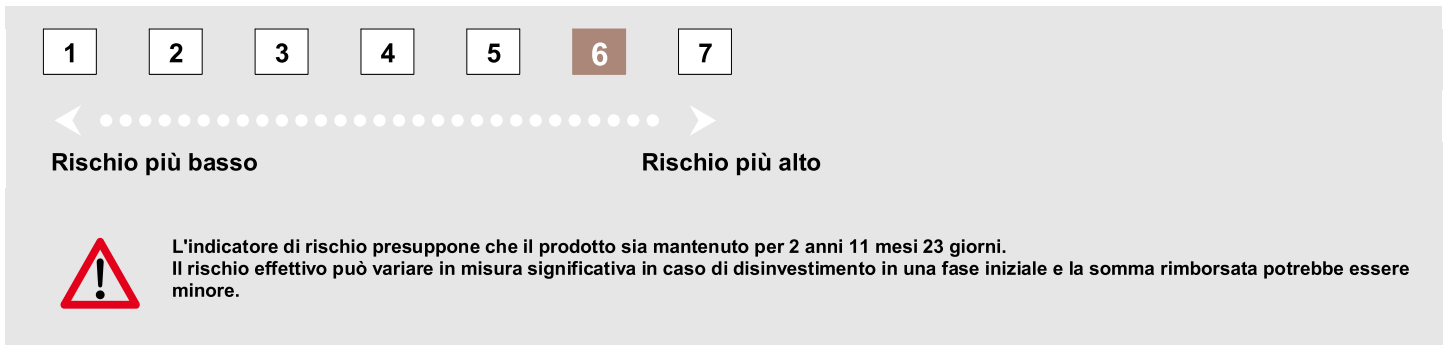 1 2 3 4 5 6 7
Rischio più basso Rischio più alto
L'indicatore di rischio presuppone che il prodotto sia mantenuto per 2 anni 11 mesi 23 giorni.
Il rischio effettivo può variare in misura significativa in caso di disinvestimento in una fase iniziale e la somma rimborsata potrebbe essere
minore.